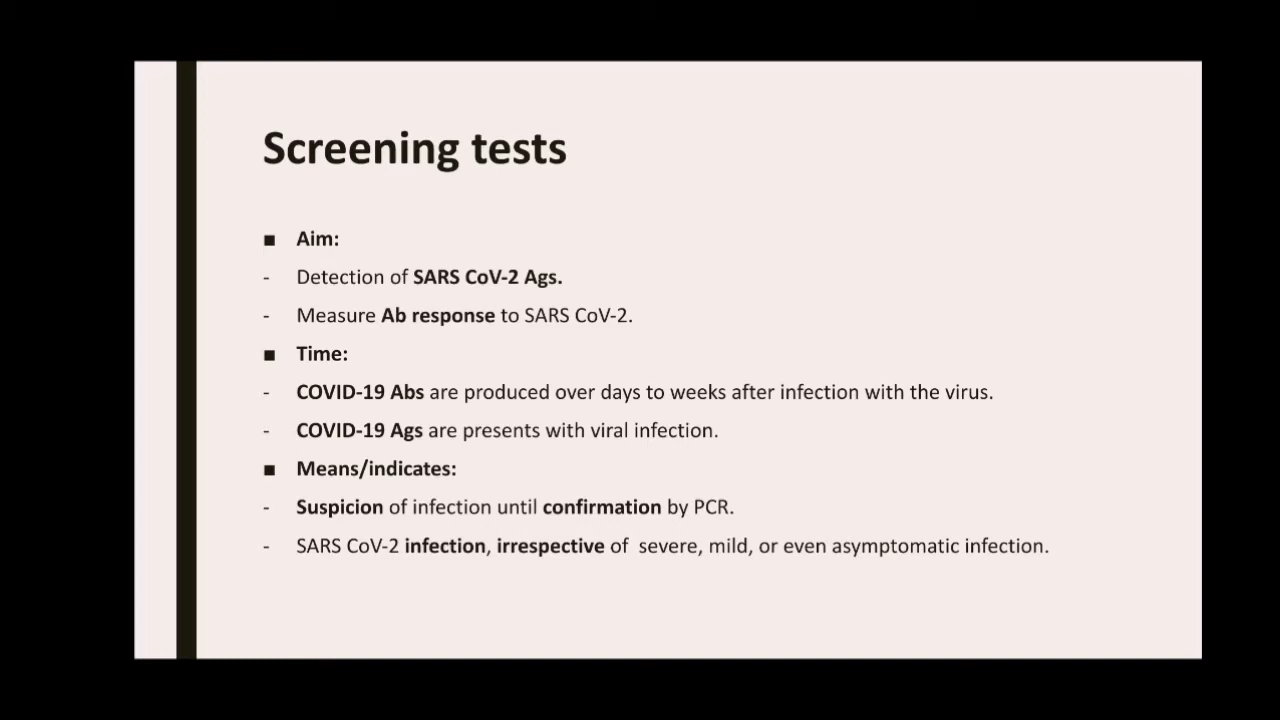 Screening tests
■ Aim:
- Detection of SARS CoV-2 Ags.
- Measure Ab response to SARS CoV-2.
■ Time:
- COVID-19 Abs are produced over days to weeks after infection with the virus.
- COVID-19 Ags are presents with viral infection.
■ Means/indicates:
- Suspicion of infection until confirmation by PCR.
- SARS CoV-2 infection, irrespective of  severe, mild, or even asymptomatic infection.